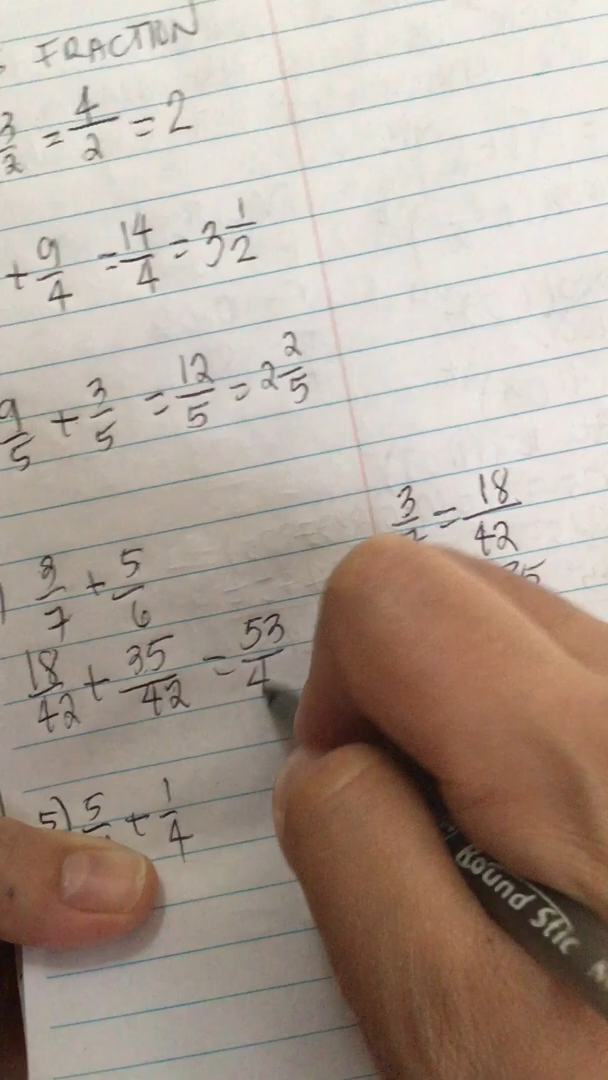 FRACTION
3/2 = 4/2 = 2
+ 9/4 = 14/4 = 3 1/2
9/5 + 3/5 = 12/5 = 2 2/5
3/7 = 18/42
35
3/7 + 5/6
18/42 + 35/42 = 53/4
5) 5/ + 1/4
Round Stic